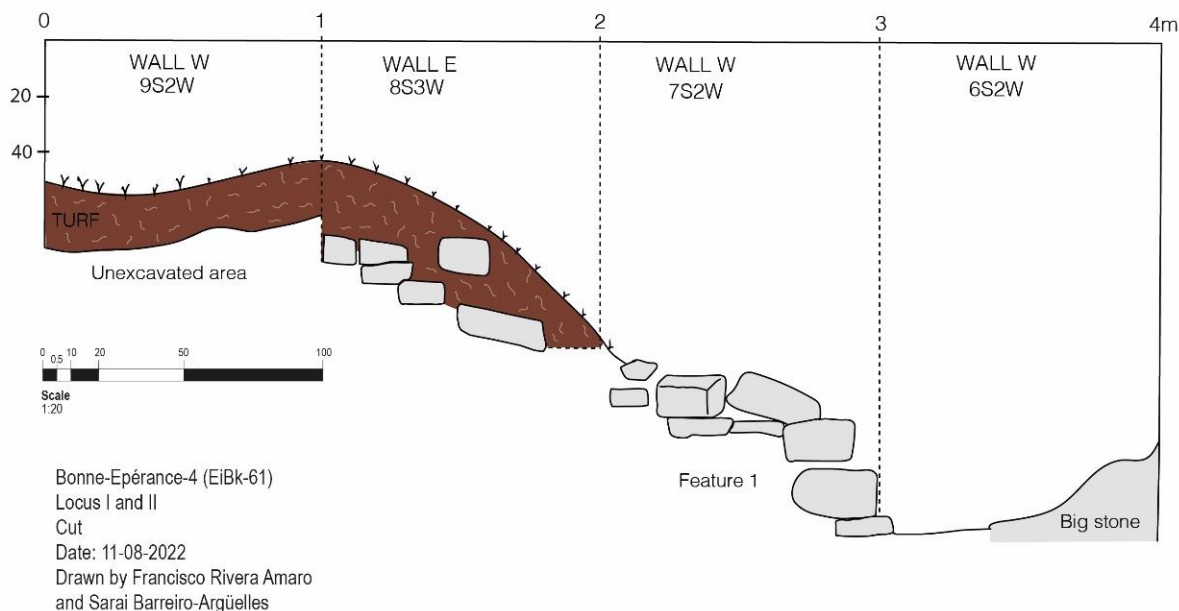 0 1 2 3 4m
WALL W WALL E WALL W WALL W
9S2W 8S3W 7S2W 6S2W
20
40
TURF
Unexcavated area
0 0.5 10 20 50 100
Scale
1:20
Feature 1
Big stone
Bonne-Epérance-4 (EiBk-61)
Locus I and II
Cut
Date: 11-08-2022
Drawn by Francisco Rivera Amaro
and Sarai Barreiro-Argüelles